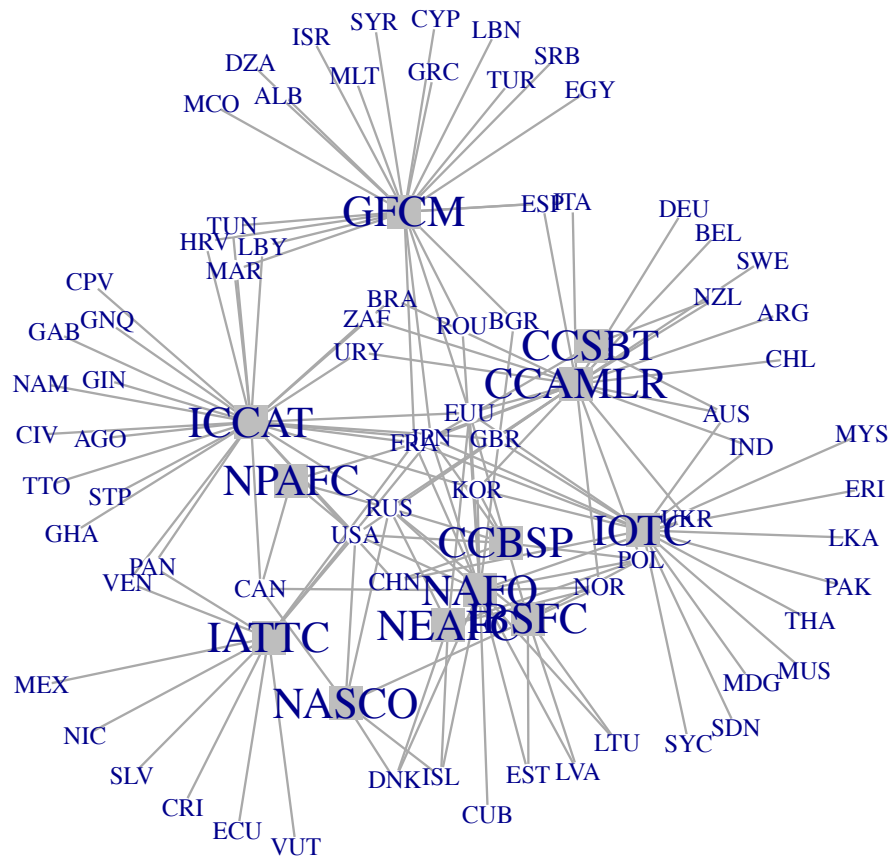 CYP
SYR
LBN
ISR
SRB
DZA
GRC
MLT
TUR
EGY
ALB
MCO
GFCM
ESP
ITA
DEU
TUN
BEL
HRV
LBY
SWE
MAR
CPV
BRA
NZL
GNQ
ZAF
ROU
BGR
ARG
GAB
URY
CCSBT
CHL
GIN
NAM
CCAMLR
EUU
AUS
ICCAT
CIV
AGO
FRA
JPN
GBR
IND
MYS
NPAFC
TTO
STP
KOR
ERI
RUS
UKR
GHA
USA
CCBSP
IOTC
LKA
PAN
POL
VEN
CAN
CHN
NAFO
NOR
PAK
IATTC
NEAFC
IBSFC
THA
MEX
NASCO
MDG
MUS
NIC
SDN
LTU
SYC
SLV
DNK
ISL
EST
LVA
CRI
CUB
ECU
VUT